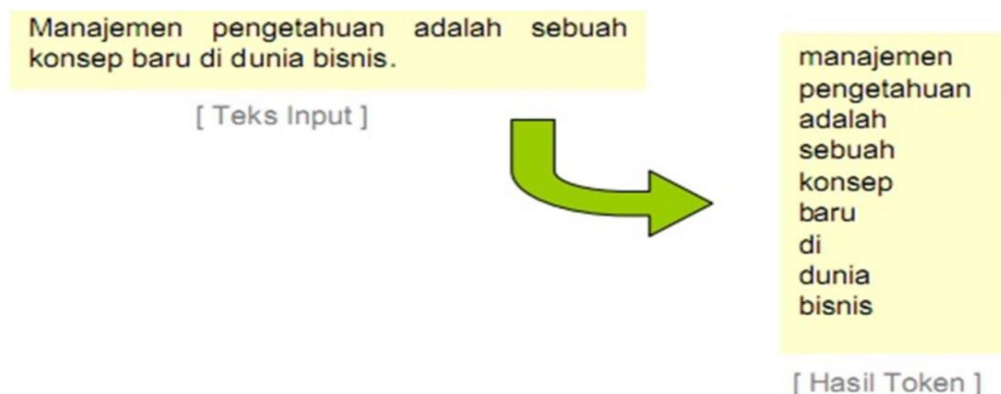 Manajemen pengetahuan adalah sebuah
konsep baru di dunia bisnis.
[ Teks Input ]
manajemen
pengetahuan
adalah
sebuah
konsep
baru
di
dunia
bisnis
[ Hasil Token ]